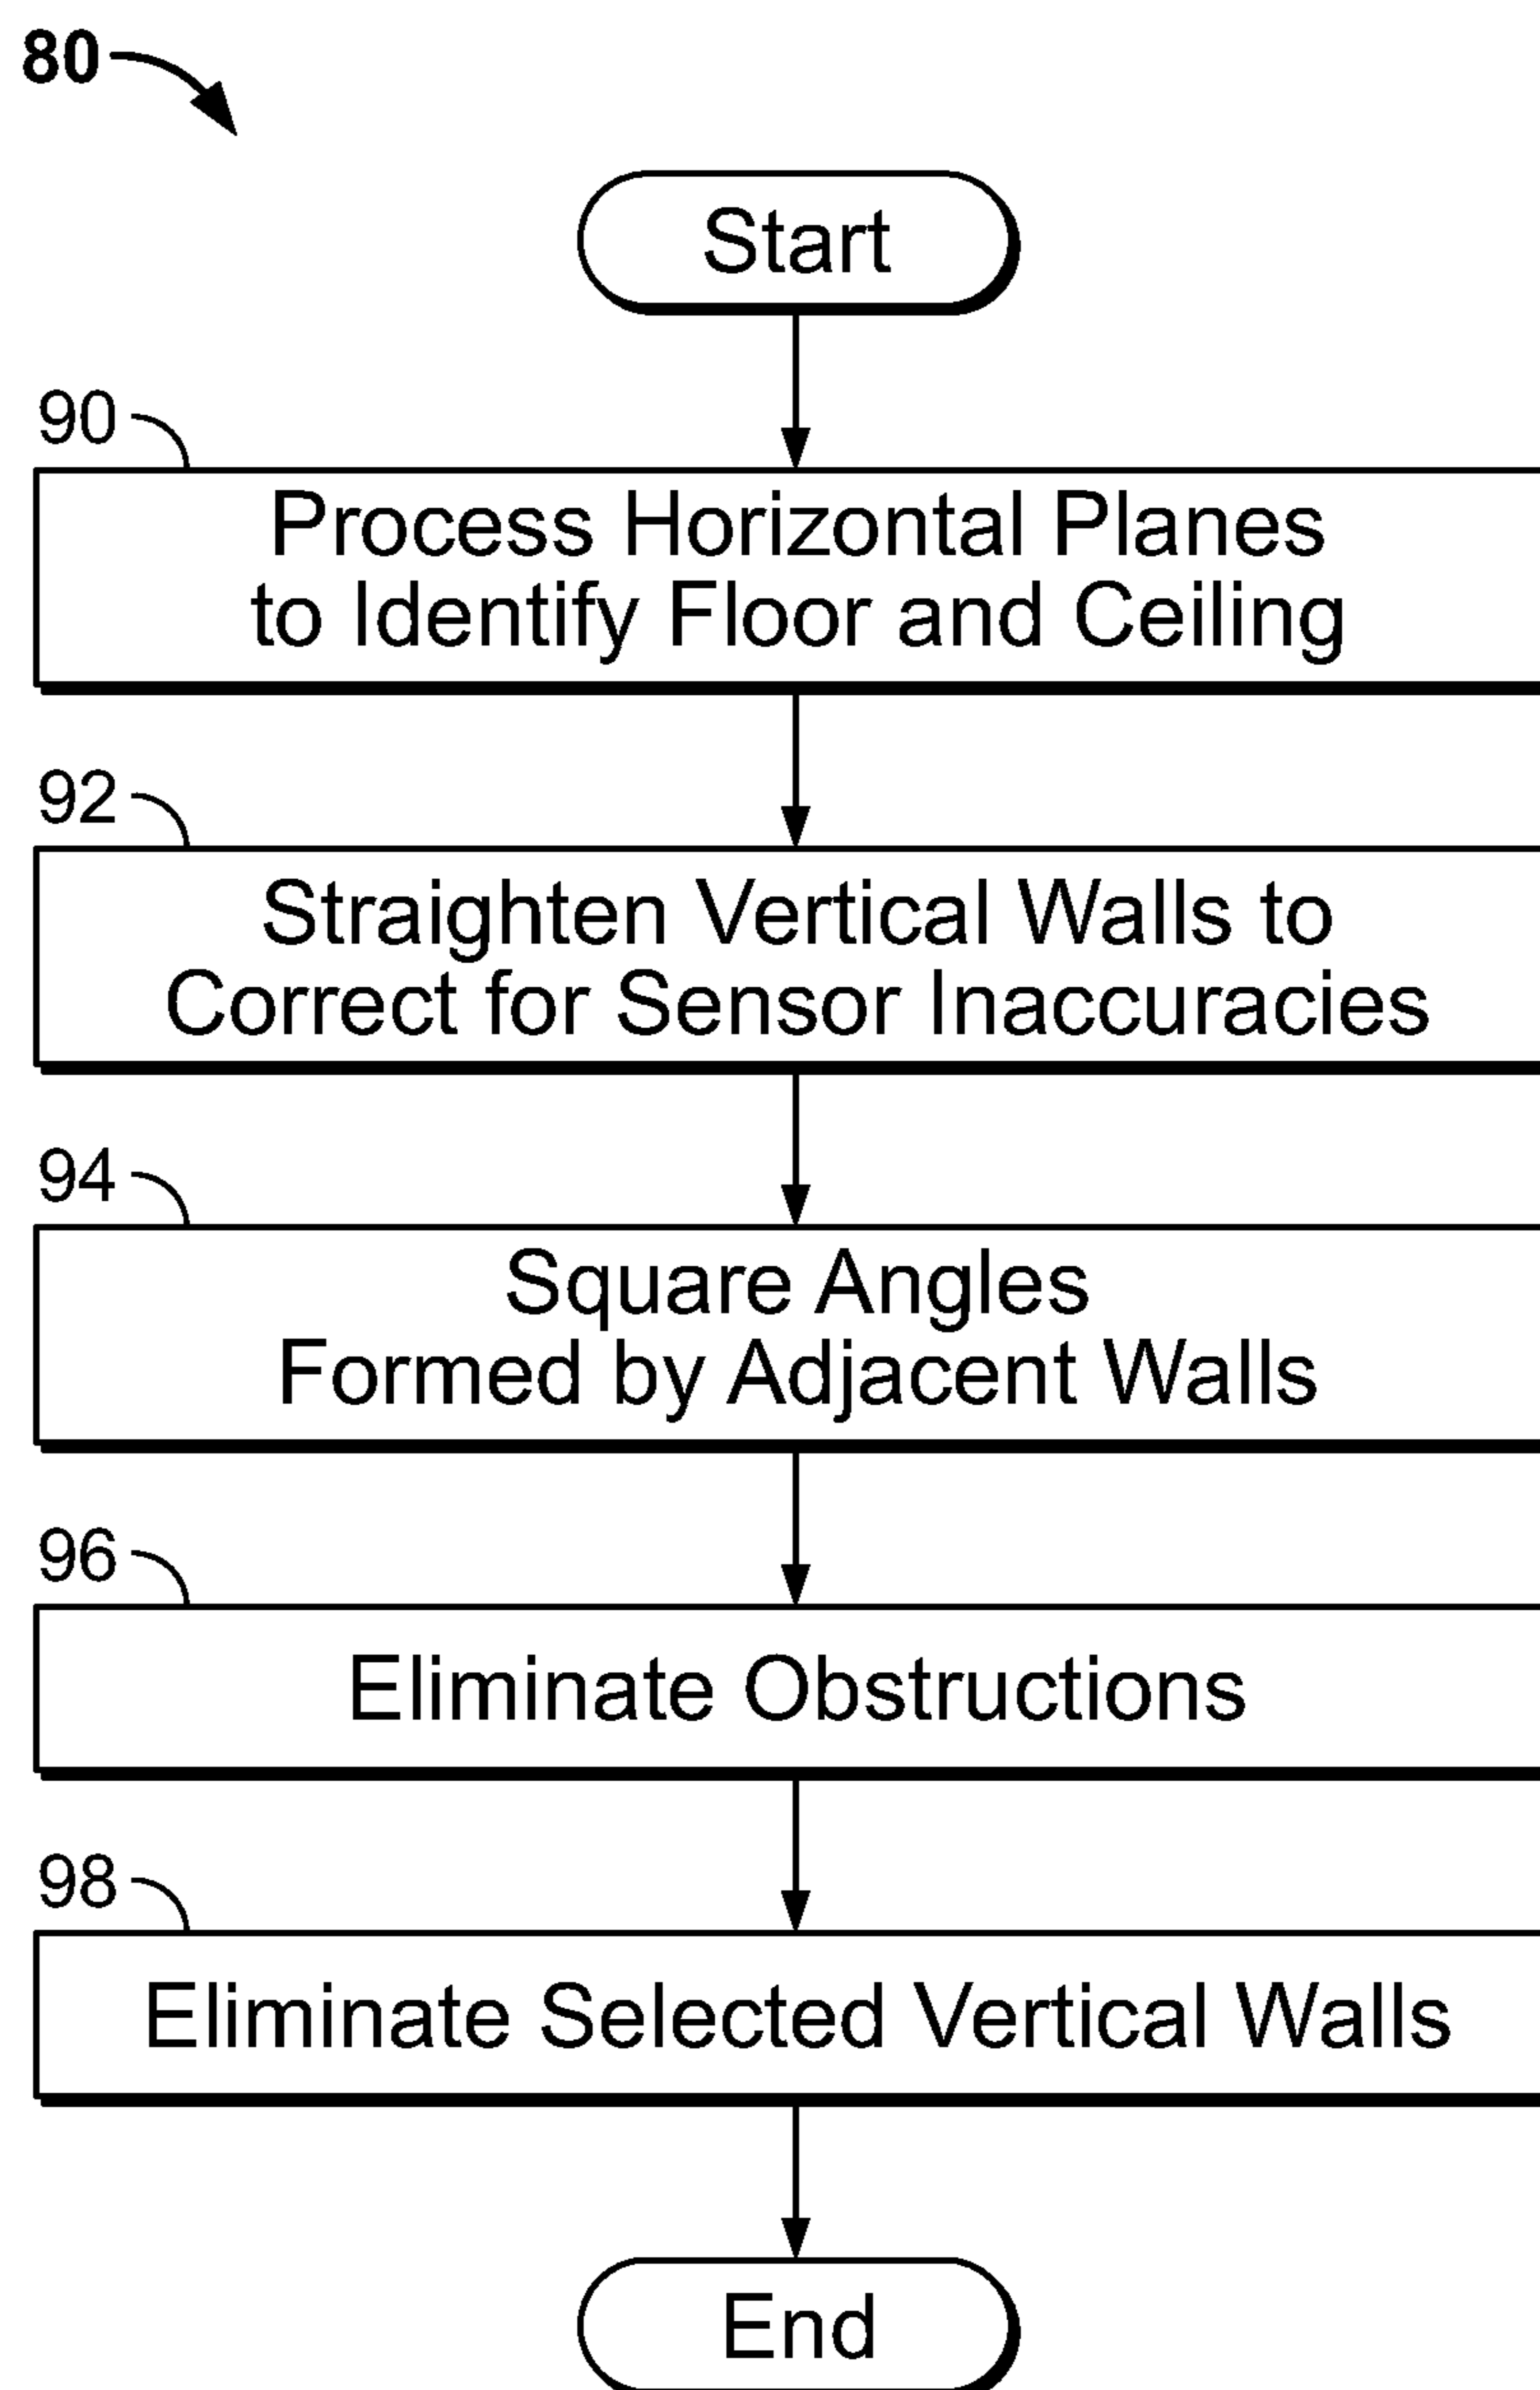 80
Start
90
Process Horizontal Planes
to Identify Floor and Ceiling
92
Straighten Vertical Walls to
Correct for Sensor Inaccuracies
94
Square Angles
Formed by Adjacent Walls
96
Eliminate Obstructions
98
Eliminate Selected Vertical Walls
End